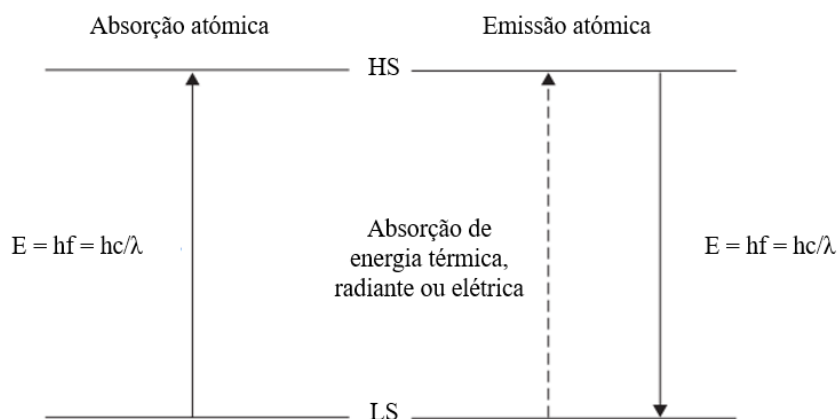 Absorção atómica
Emissão atómica
HS
E = hf = hc/λ
Absorção de
energia térmica,
radiante ou elétrica
E = hf = hc/λ
LS